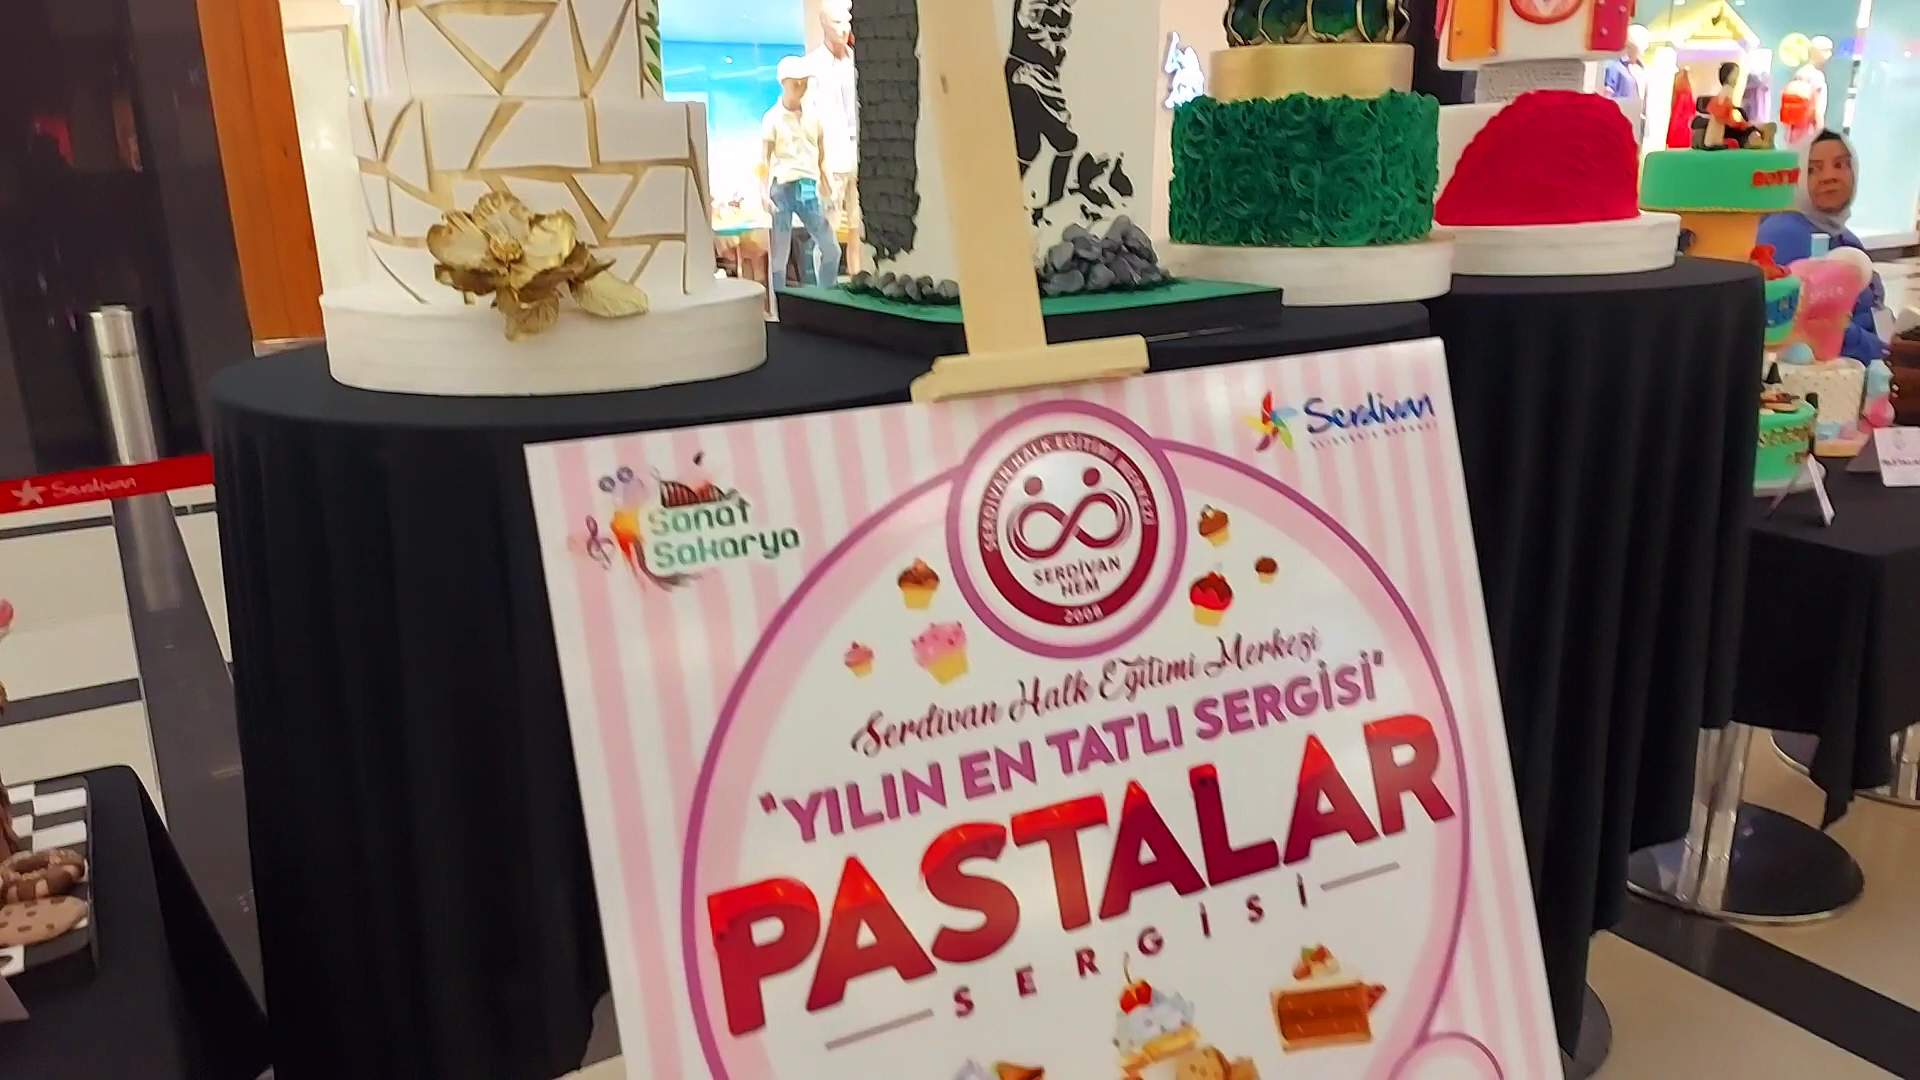 Serdivan
Sanat
Sakarya
Serdivan
SERDİVAN HALK EĞİTİMİ MERKEZİ
SERDİVAN
HEM
2008
Serdivan Halk Eğitimi Merkezi
"YILIN EN TATLI SERGİSİ"
PASTALAR
SERGİSİ